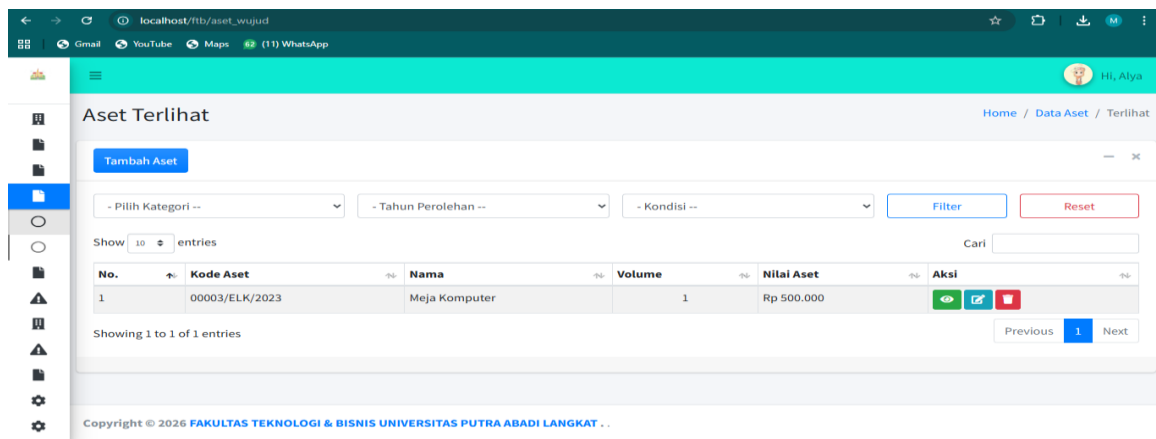 localhost/ftb/aset_wujud
M
Gmail YouTube Maps 62 (11) WhatsApp
Hi, Alya
Aset Terlihat
Home / Data Aset / Terlihat
Tambah Aset
- Pilih Kategori -- - Tahun Perolehan -- - Kondisi -- Filter Reset
Show 10 entries
Cari
No. Kode Aset Nama Volume Nilai Aset Aksi
1 00003/ELK/2023 Meja Komputer 1 Rp 500.000
Showing 1 to 1 of 1 entries
Previous 1 Next
Copyright © 2026 FAKULTAS TEKNOLOGI & BISNIS UNIVERSITAS PUTRA ABADI LANGKAT . .